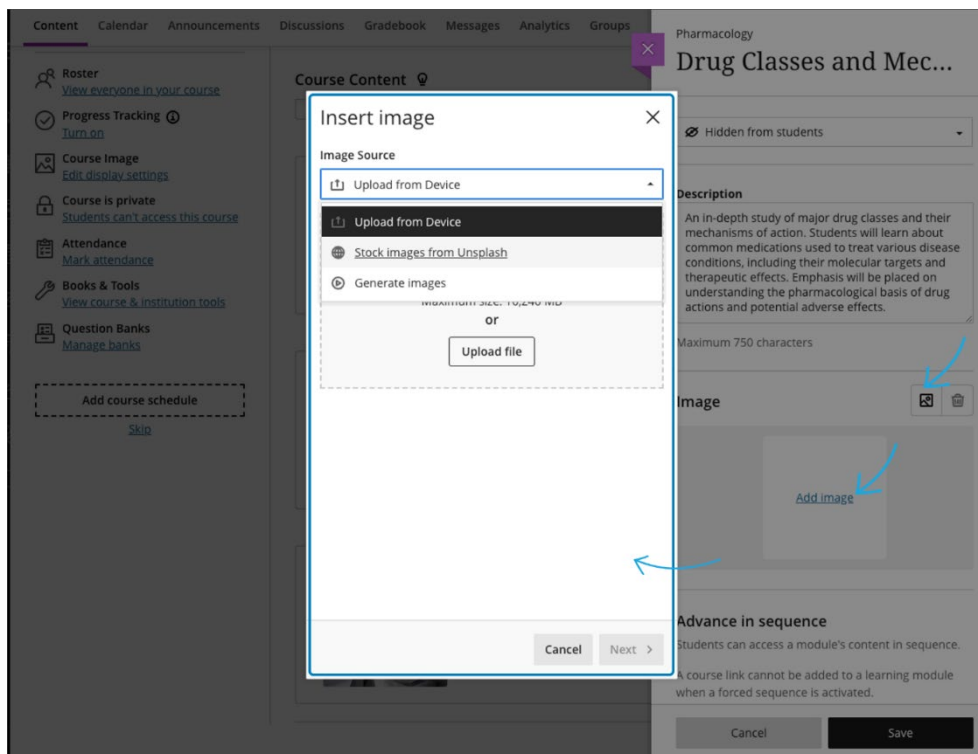 Content Calendar Announcements Discussions Gradebook Messages Analytics Groups
Roster
View everyone in your course
Progress Tracking
Turn on
Course Image
Edit display settings
Course is private
Students can't access this course
Attendance
Mark attendance
Books & Tools
View course & institution tools
Question Banks
Manage banks
Add course schedule
Skip
Course Content
Insert image
Image Source
Upload from Device
Upload from Device
Stock images from Unsplash
Generate images
Maximum size: 10,240 MB
or
Upload file
Cancel Next
Pharmacology
Drug Classes and Mec...
Hidden from students
Description
An in-depth study of major drug classes and their
mechanisms of action. Students will learn about
common medications used to treat various disease
conditions, including their molecular targets and
therapeutic effects. Emphasis will be placed on
understanding the pharmacological basis of drug
actions and potential adverse effects.
Maximum 750 characters
Image
Add image
Advance in sequence
Students can access a module's content in sequence.
A course link cannot be added to a learning module
when a forced sequence is activated.
Cancel Save